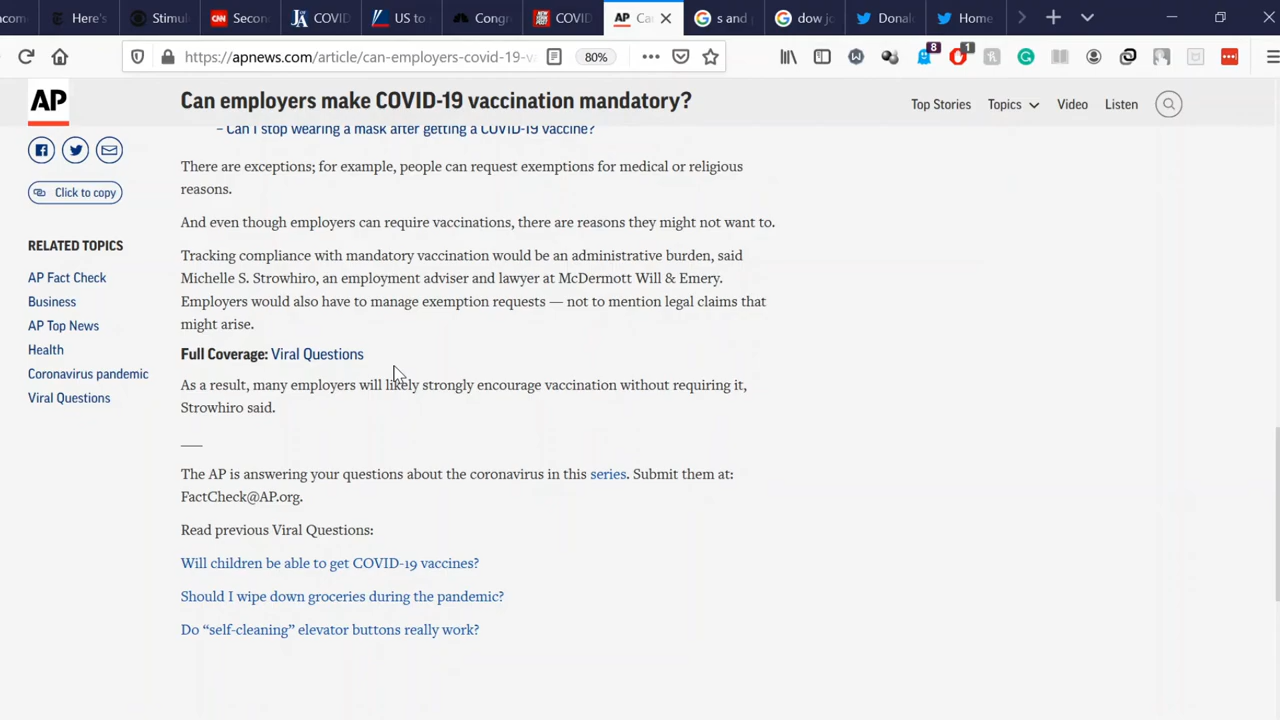 Here's
Stimul
Second
COVID
US to
Congr
COVID
Ca
s and
dow jo
Donal
Home
https://apnews.com/article/can-employers-covid-19-v
80%
8
1
AP
Can employers make COVID-19 vaccination mandatory?
Top Stories
Topics
Video
Listen
– Can I stop wearing a mask after getting a COVID-19 vaccine?
There are exceptions; for example, people can request exemptions for medical or religious
reasons.
And even though employers can require vaccinations, there are reasons they might not want to.
Tracking compliance with mandatory vaccination would be an administrative burden, said
Michelle S. Strowhiro, an employment adviser and lawyer at McDermott Will & Emery.
Employers would also have to manage exemption requests — not to mention legal claims that
might arise.
Full Coverage: Viral Questions
As a result, many employers will likely strongly encourage vaccination without requiring it,
Strowhiro said.
The AP is answering your questions about the coronavirus in this series. Submit them at:
FactCheck@AP.org.
Read previous Viral Questions:
Will children be able to get COVID-19 vaccines?
Should I wipe down groceries during the pandemic?
Do “self-cleaning” elevator buttons really work?
Click to copy
RELATED TOPICS
AP Fact Check
Business
AP Top News
Health
Coronavirus pandemic
Viral Questions